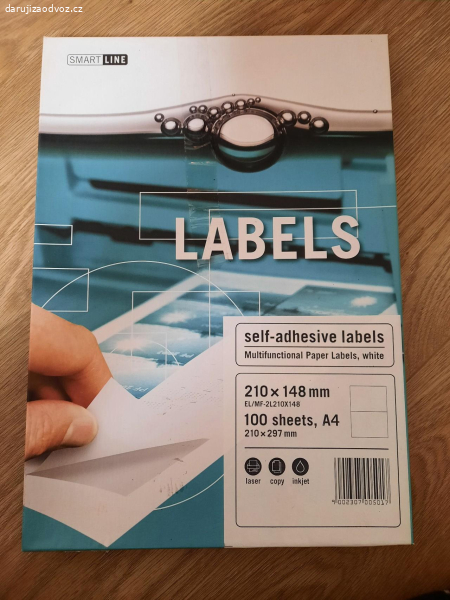 darujizaodvoz.cz
SMART LINE
LABELS
self-adhesive labels
Multifunctional Paper Labels, white
210 × 148 mm
EL/MF-2L210X148
100 sheets, A4
210 × 297 mm
laser copy inkjet
9002307005017